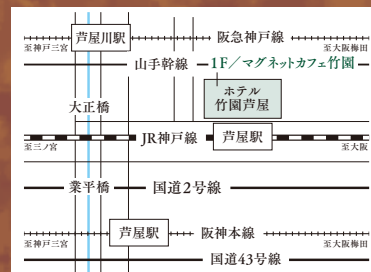 芦屋川駅
阪急神戸線
至神戸三宮
至大阪梅田
山手幹線
1F／マグネットカフェ竹園
ホテル
竹園芦屋
大正橋
JR神戸線
芦屋駅
至三ノ宮
至大阪
業平橋
国道2号線
芦屋駅
阪神本線
至神戸三宮
至大阪梅田
国道43号線